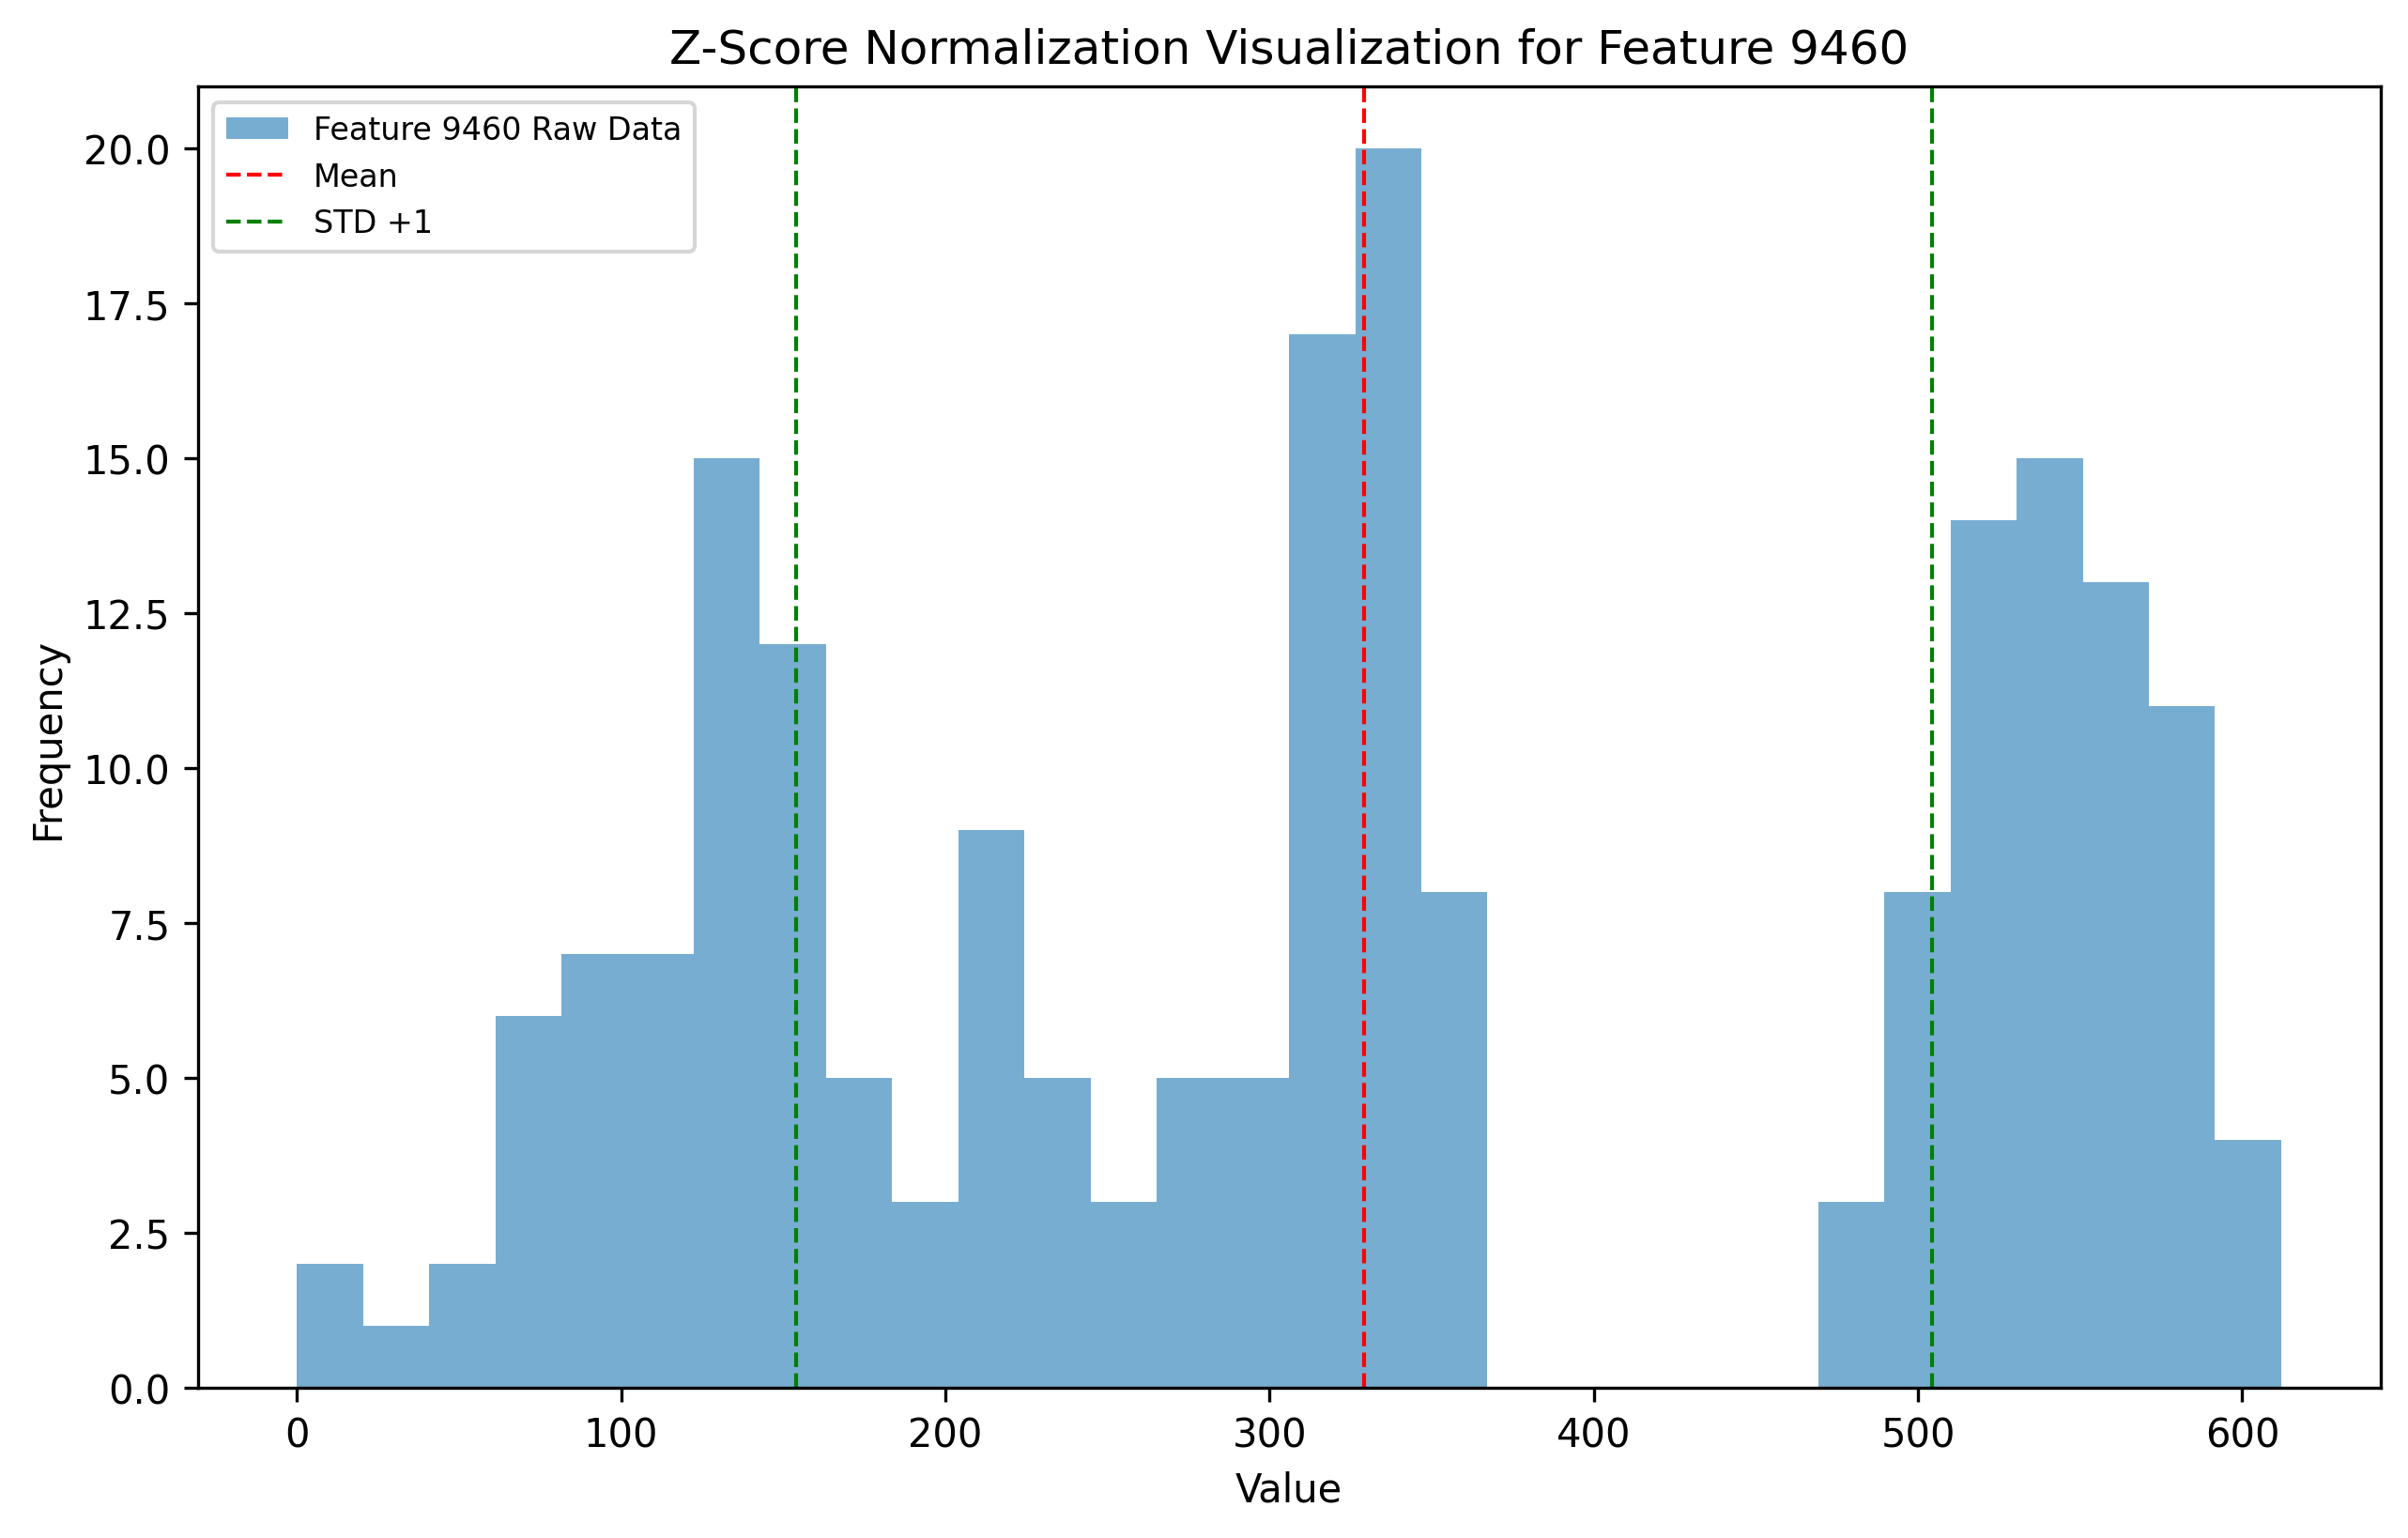 Z-Score Normalization Visualization for Feature 9460
Feature 9460 Raw Data
Mean
STD +1
20.0
17.5
15.0
12.5
10.0
7.5
5.0
2.5
0.0
Frequency
0 100 200 300 400 500 600
Value